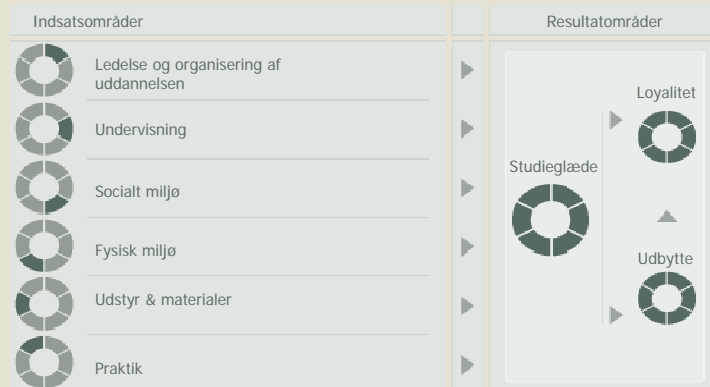 Indsatsområder
Resultatområder
Ledelse og organisering af
uddannelsen
Undervisning
Socialt miljø
Fysisk miljø
Udstyr & materialer
Praktik
Studieglæde
Loyalitet
Udbytte